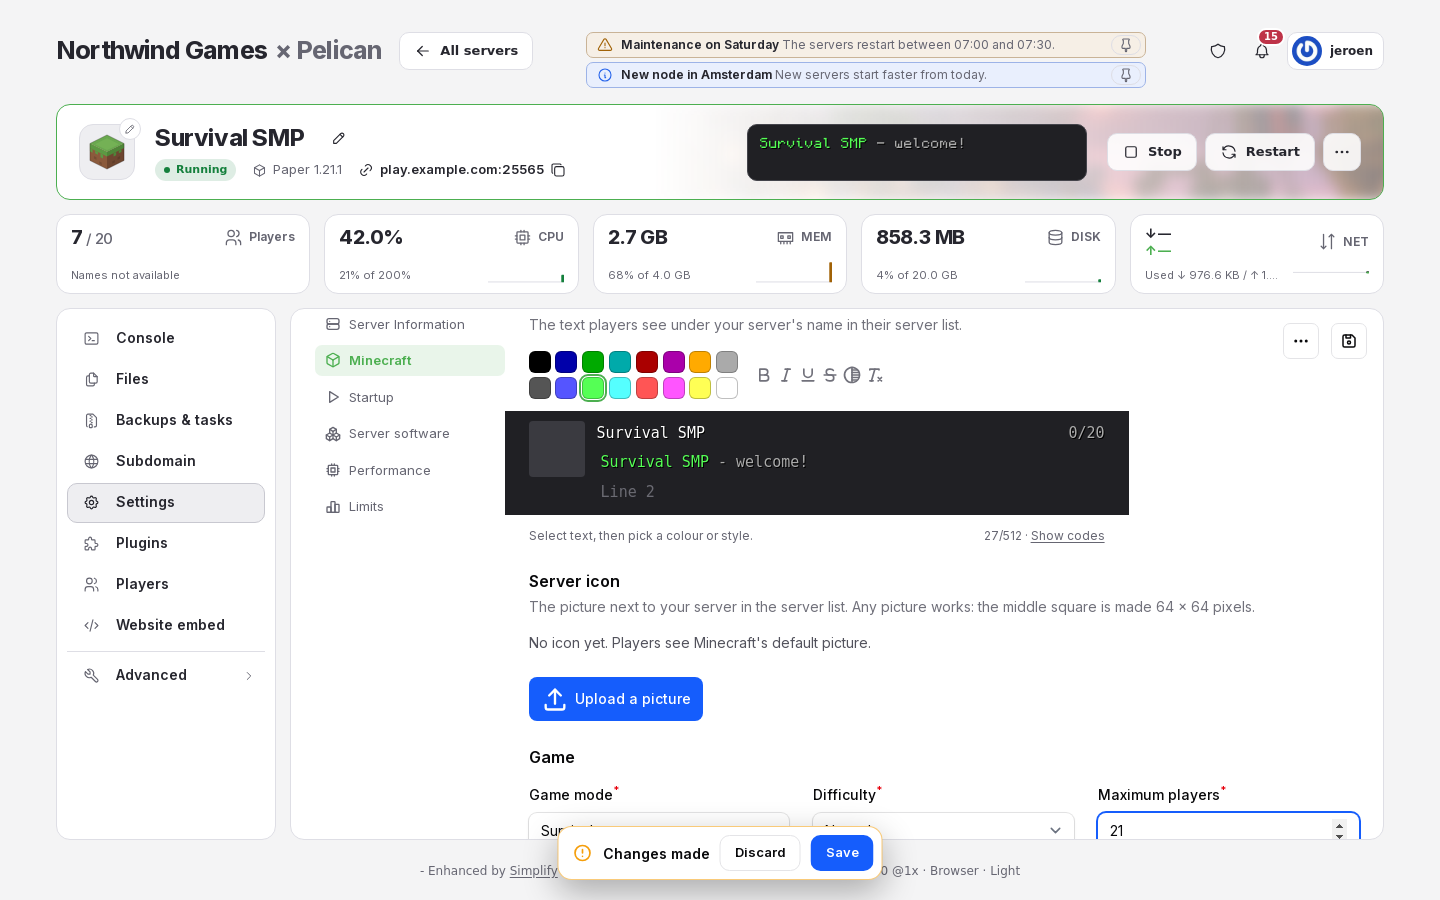 Northwind Games × Pelican
All servers
Maintenance on Saturday The servers restart between 07:00 and 07:30.
New node in Amsterdam New servers start faster from today.
15
jeroen
Survival SMP
Running
Paper 1.21.1
play.example.com:25565
Survival SMP - welcome!
Stop
Restart
7 / 20
Players
Names not available
42.0%
CPU
21% of 200%
2.7 GB
MEM
68% of 4.0 GB
858.3 MB
DISK
4% of 20.0 GB
↓—
↑—
NET
Used ↓ 976.6 KB / ↑ 1....
Console
Files
Backups & tasks
Subdomain
Settings
Plugins
Players
Website embed
Advanced
Server Information
Minecraft
Startup
Server software
Performance
Limits
The text players see under your server's name in their server list.
B I U S Tx
Survival SMP
0/20
Survival SMP - welcome!
Line 2
Select text, then pick a colour or style.
27/512 · Show codes
Server icon
The picture next to your server in the server list. Any picture works: the middle square is made 64 × 64 pixels.
No icon yet. Players see Minecraft's default picture.
Upload a picture
Game
Game mode*
Difficulty*
Maximum players*
21
Changes made
Discard
Save
- Enhanced by Simplify
@1x · Browser · Light